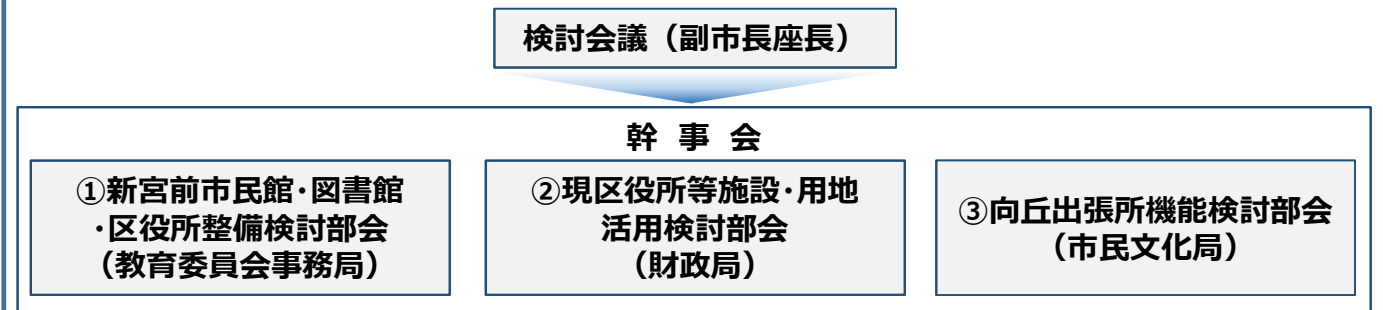 検討会議（副市長座長）
幹 事 会
①新宮前市民館･図書館
･区役所整備検討部会
（教育委員会事務局）
②現区役所等施設･用地
活用検討部会
（財政局）
③向丘出張所機能検討部会
（市民文化局）